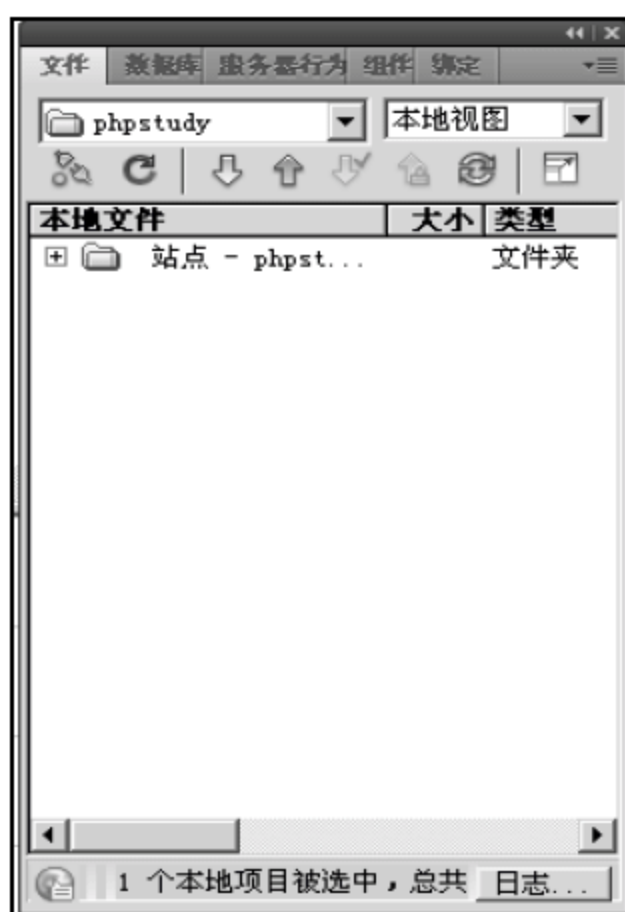 文件 数据库 服务器行为 组件 绑定
phpstudy 本地视图
本地文件 大小 类型
站点 - phpst... 文件夹
1 个本地项目被选中，总共 日志...